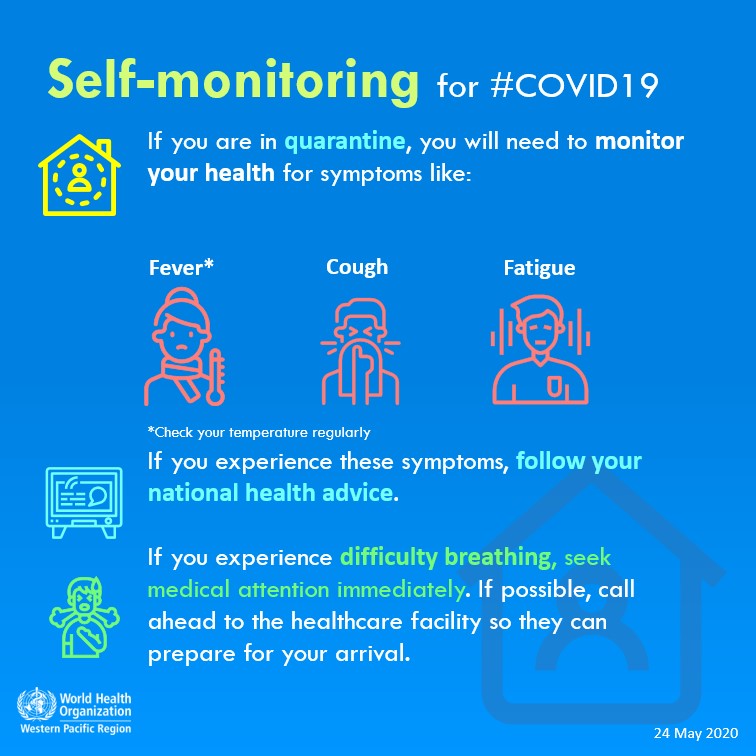 Self-monitoring for #COVID19
If you are in quarantine, you will need to monitor
your health for symptoms like:
Fever*
Cough
Fatigue
*Check your temperature regularly
If you experience these symptoms, follow your
national health advice.
If you experience difficulty breathing, seek
medical attention immediately. If possible, call
ahead to the healthcare facility so they can
prepare for your arrival.
World Health
Organization
Western Pacific Region
24 May 2020